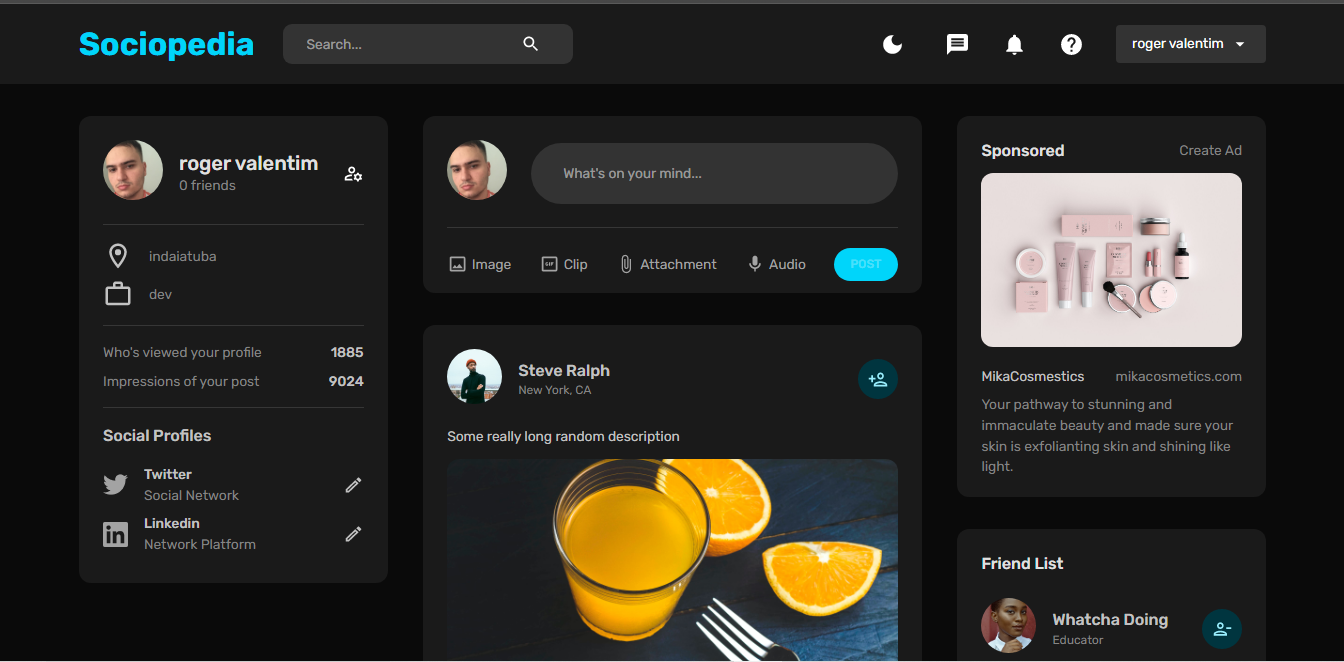 Sociopedia
Search...
roger valentim
roger valentim
0 friends
indaiatuba
dev
Who's viewed your profile 1885
Impressions of your post 9024
Social Profiles
Twitter
Social Network
Linkedin
Network Platform
What's on your mind...
Image
GIF
Clip
Attachment
Audio
POST
Steve Ralph
New York, CA
Some really long random description
Sponsored
Create Ad
MikaCosmestics
mikacosmetics.com
Your pathway to stunning and
immaculate beauty and made sure your
skin is exfolianting skin and shining like
light.
Friend List
Whatcha Doing
Educator